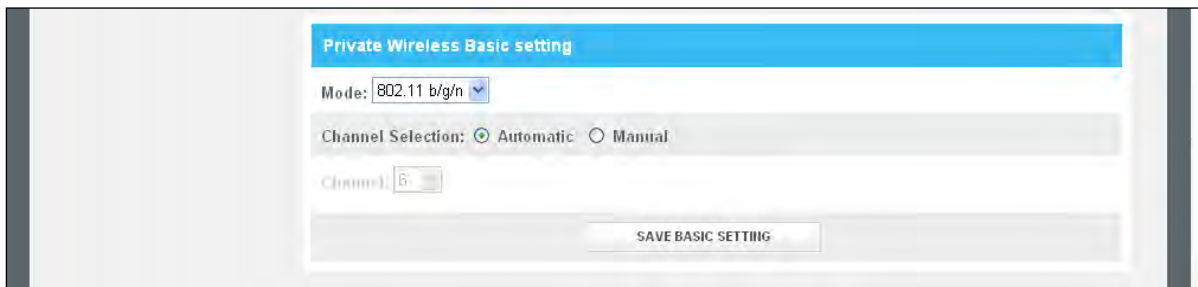 Private Wireless Basic setting
Mode: 802.11 b/g/n
Channel Selection: Automatic Manual
Channel: 6
SAVE BASIC SETTING